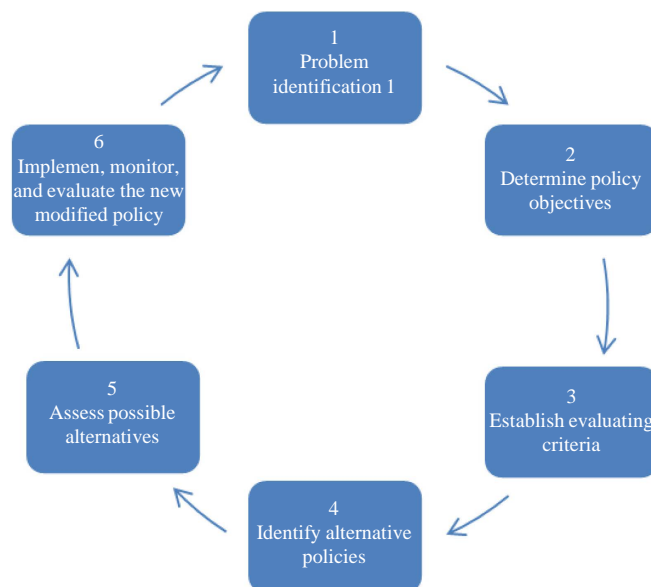 1
Problem
identification 1
2
Determine policy
objectives
3
Establish evaluating
criteria
4
Identify alternative
policies
5
Assess possible
alternatives
6
Implemen, monitor,
and evaluate the new
modified policy